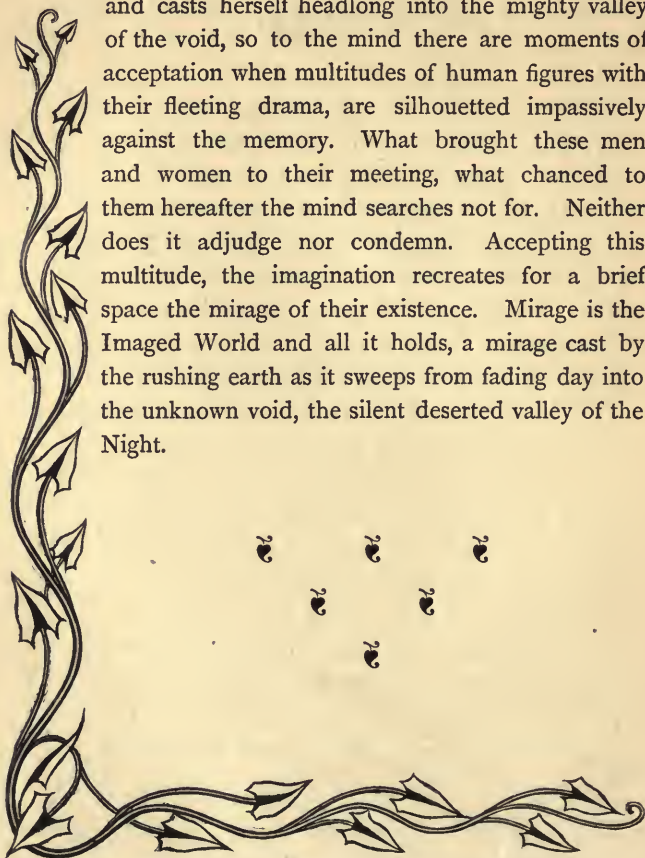 and casts herself headlong into the mighty valley
of the void, so to the mind there are moments of
acceptation when multitudes of human figures with
their fleeting drama, are silhouetted impassively
against the memory. What brought these men
and women to their meeting, what chanced to
them hereafter the mind searches not for. Neither
does it adjudge nor condemn. Accepting this
multitude, the imagination recreates for a brief
space the mirage of their existence. Mirage is the
Imaged World and all it holds, a mirage cast by
the rushing earth as it sweeps from fading day into
the unknown void, the silent deserted valley of the
Night.